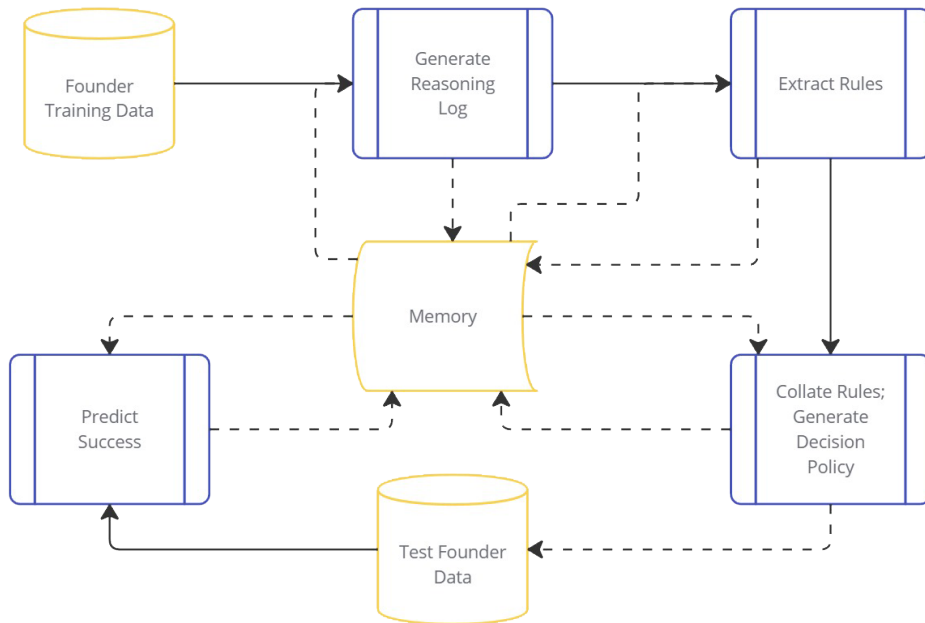 Founder
Training Data
Generate
Reasoning
Log
Extract Rules
Memory
Predict
Success
Collate Rules;
Generate
Decision
Policy
Test Founder
Data